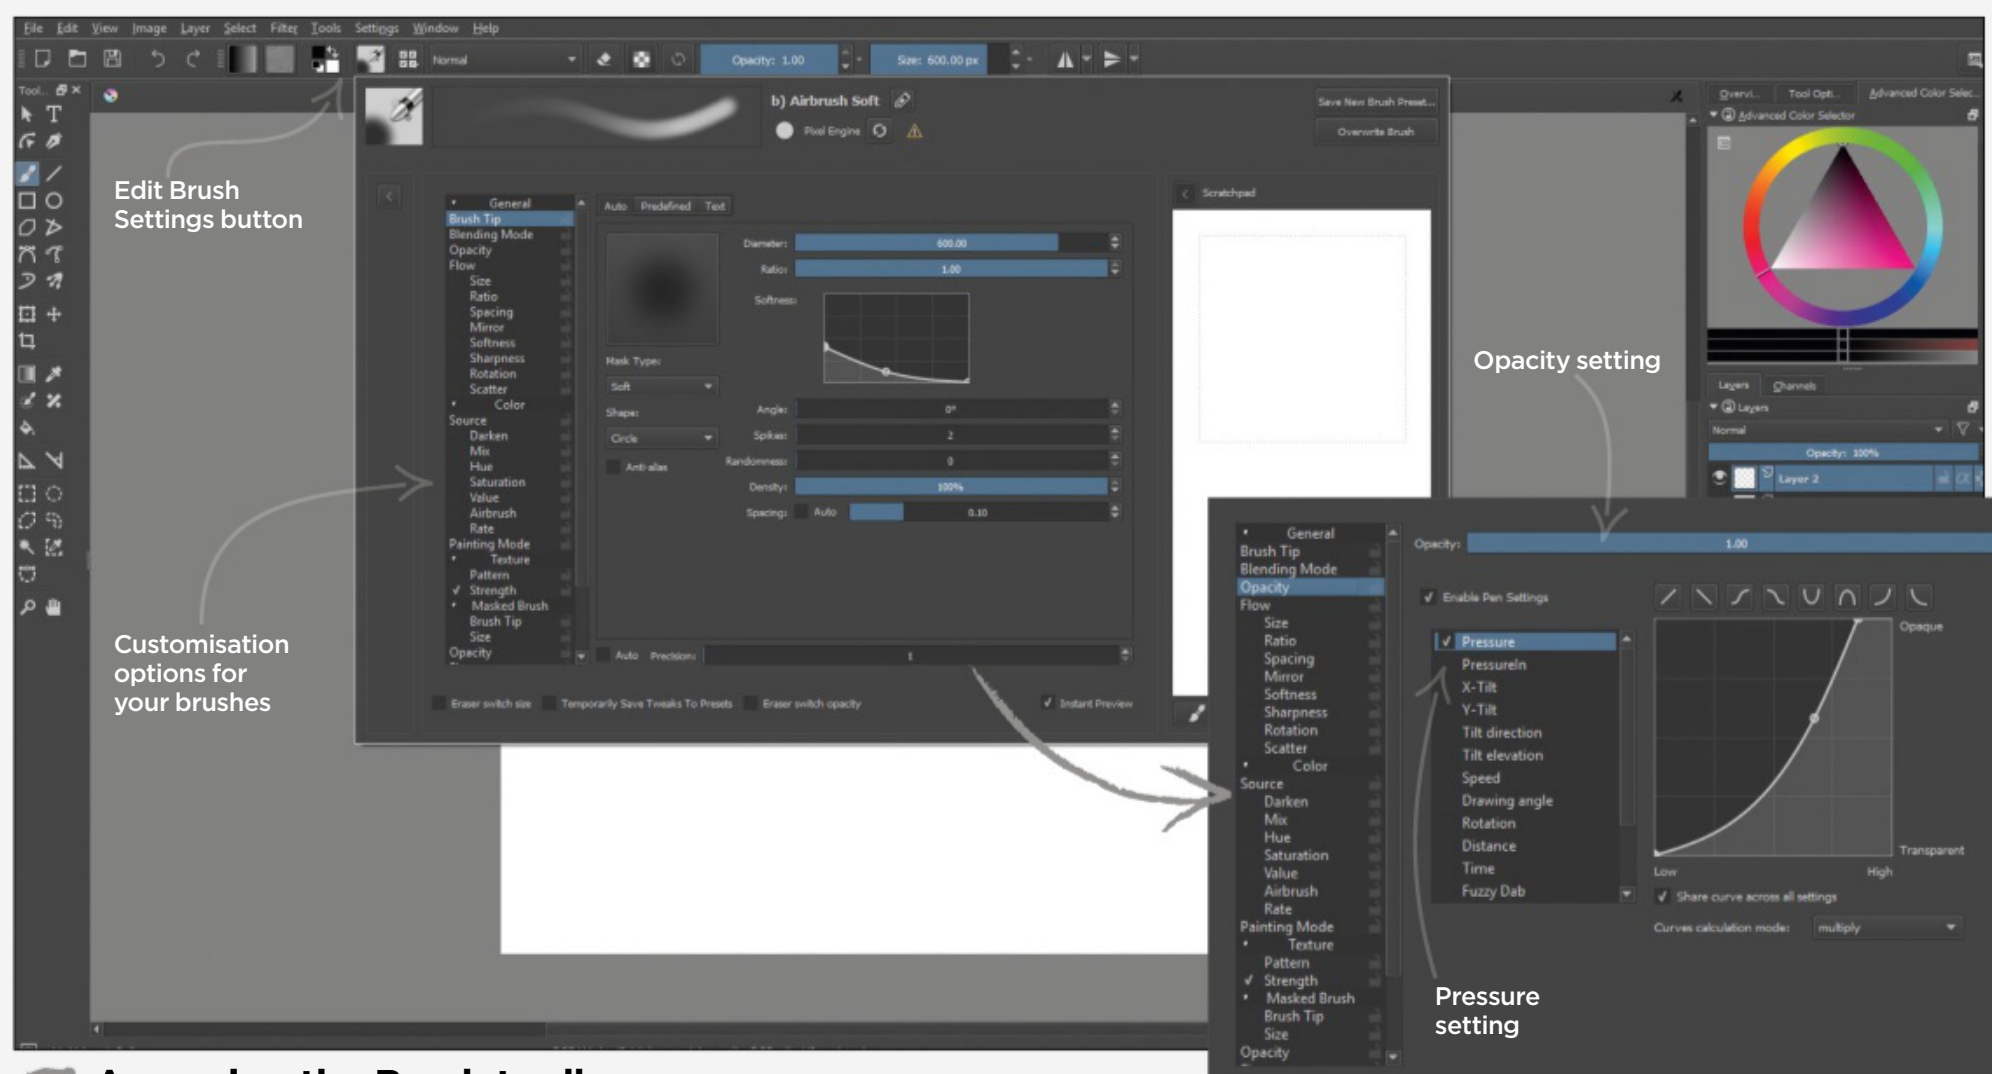 File Edit View Image Layer Select Filter Tools Settings Window Help
Normal Opacity: 1.00 Size: 600.00 px
Tool...
b) Airbrush Soft
Pixel Engine
Save New Brush Preset...
Overwrite Brush
Overvi... Tool Opti... Advanced Color Selec...
Advanced Color Selector
Edit Brush
Settings button
Customisation
options for
your brushes
General
Brush Tip
Blending Mode
Opacity
Flow
Size
Ratio
Spacing
Mirror
Softness
Sharpness
Rotation
Scatter
Color
Source
Darken
Mix
Hue
Saturation
Value
Airbrush
Rate
Painting Mode
Texture
Pattern
Strength
Masked Brush
Brush Tip
Size
Opacity
Auto Predefined Text
Diameter: 600.00
Ratio: 1.00
Softness:
Mask Type:
Soft
Shape:
Circle
Anti-alias
Angle: 0°
Spikes: 2
Randomness: 0
Density: 100%
Spacing: Auto 0.10
Auto Precision: 1
Eraser switch size Temporarily Save Tweaks To Presets Eraser switch opacity Instant Preview
Scratchpad
Opacity setting
Layers Channels
Layers
Normal
Opacity: 100%
Layer 2
General
Brush Tip
Blending Mode
Opacity
Flow
Size
Ratio
Spacing
Mirror
Softness
Sharpness
Rotation
Scatter
Color
Source
Darken
Mix
Hue
Saturation
Value
Airbrush
Rate
Painting Mode
Texture
Pattern
Strength
Masked Brush
Brush Tip
Size
Opacity
Opacity: 1.00
Enable Pen Settings
Pressure
PressureIn
X-Tilt
Y-Tilt
Tilt direction
Tilt elevation
Speed
Drawing angle
Rotation
Distance
Time
Fuzzy Dab
Opaque
Transparent
Low High
Share curve across all settings
Curves calculation mode: multiply
Pressure
setting